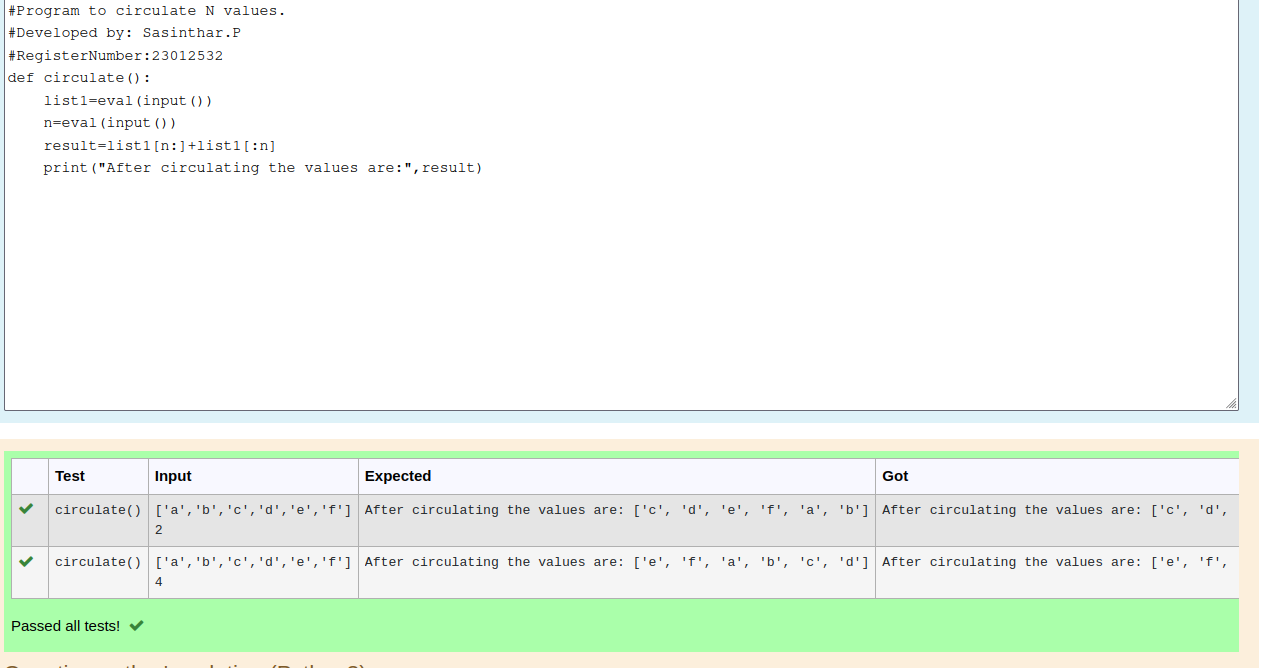 #Program to circulate N values.
#Developed by: Sasinthar.P
#RegisterNumber:23012532
def circulate():
    list1=eval(input())
    n=eval(input())
    result=list1[n:]+list1[:n]
    print("After circulating the values are:",result)
Test Input Expected Got
circulate() ['a','b','c','d','e','f'] After circulating the values are: ['c', 'd', 'e', 'f', 'a', 'b'] After circulating the values are: ['c', 'd',
2
circulate() ['a','b','c','d','e','f'] After circulating the values are: ['e', 'f', 'a', 'b', 'c', 'd'] After circulating the values are: ['e', 'f',
4
Passed all tests!